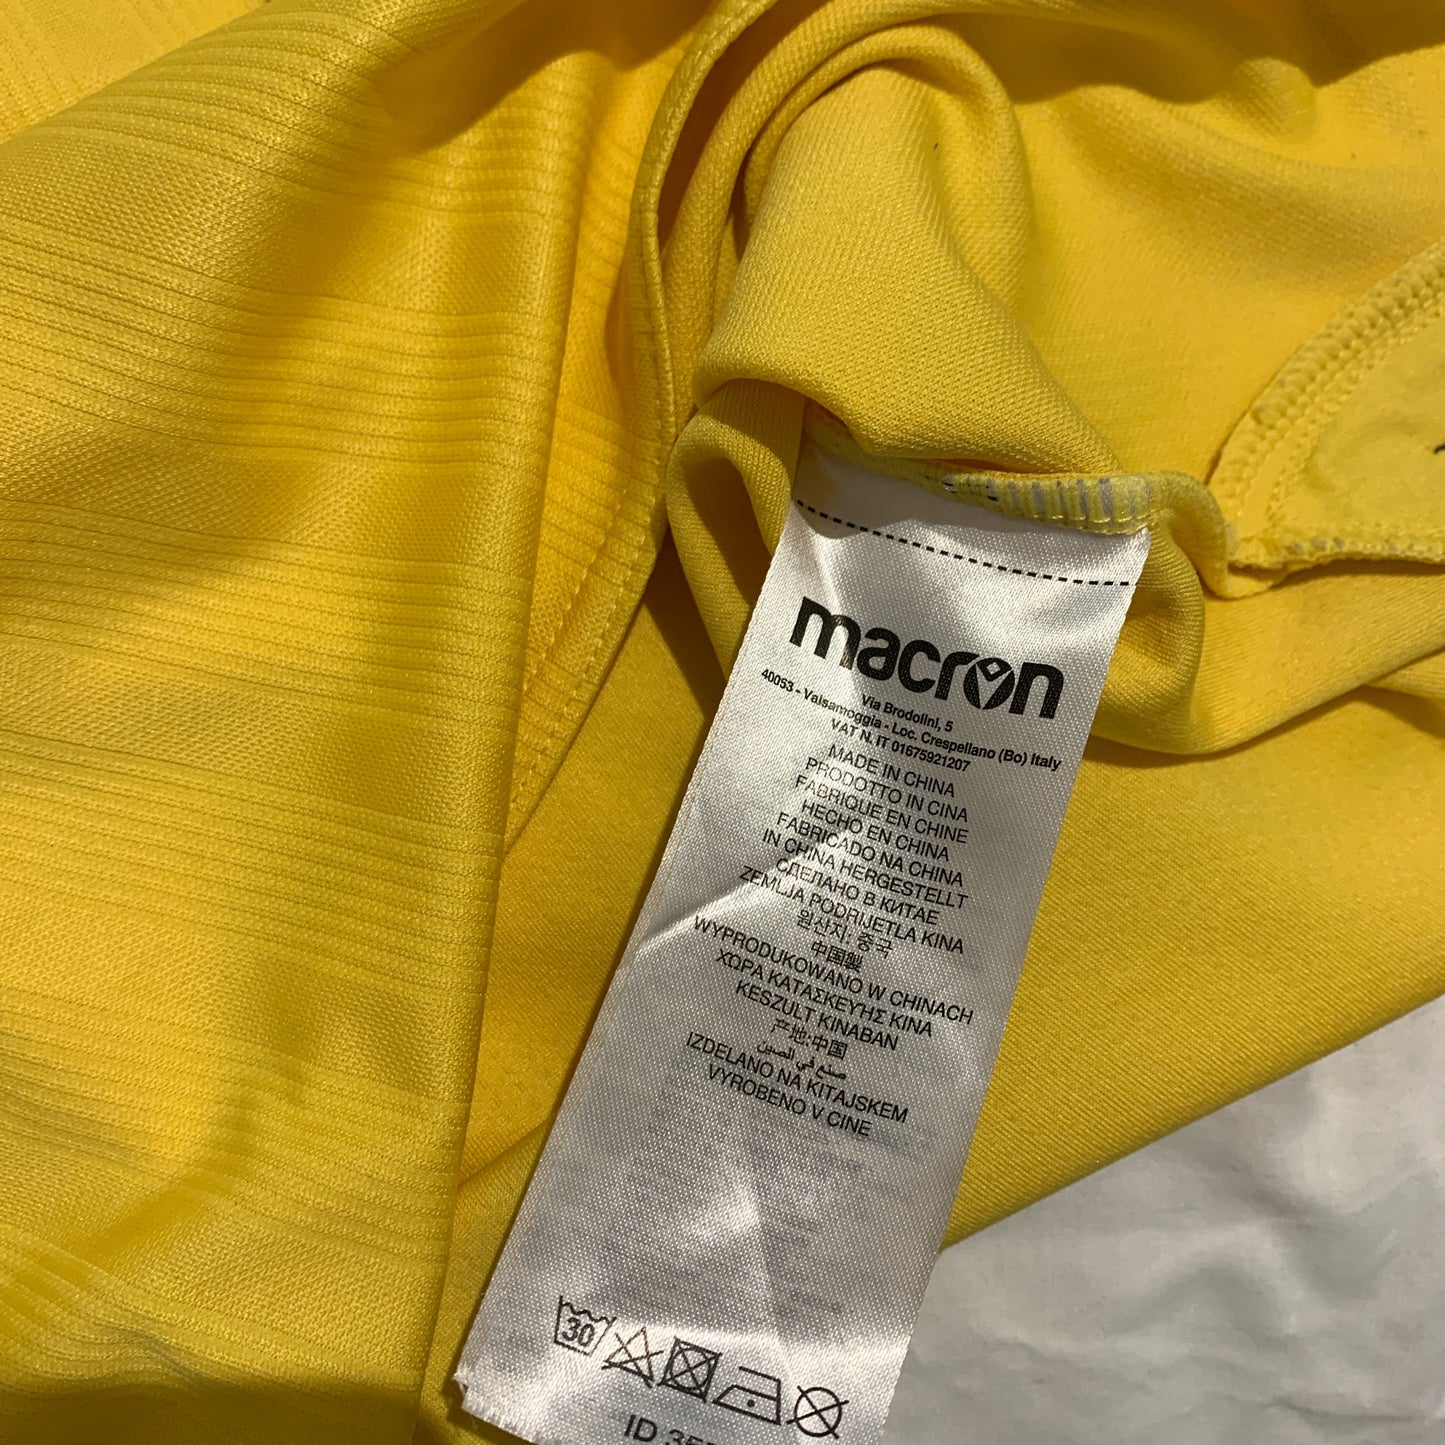 macron
Via Brodolini, 5
40053 - Valsamoggia - Loc. Crespellano (Bo) Italy
VAT N. IT 01675921207
MADE IN CHINA
PRODOTTO IN CINA
FABRIQUE EN CHINE
HECHO EN CHINA
FABRICADO NA CHINA
IN CHINA HERGESTELLT
СДЕЛАНО В КИТАЕ
ZEMLJA PODRIJETLA KINA
원산지: 중국
中国製
WYPRODUKOWANO W CHINACH
ΧΩΡΑ ΚΑΤΑΣΚΕΥΉΣ ΚΙΝΑ
KESZULT KINABAN
产地:中国
صنع في الصين
IZDELANO NA KITAJSKEM
VYROBENO V CINE
30
ID